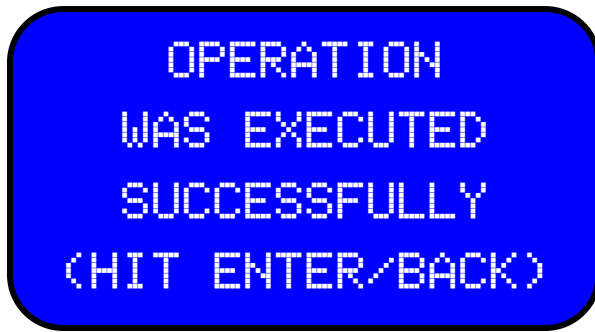 OPERATION
WAS EXECUTED
SUCCESSFULLY
(HIT ENTER/BACK)